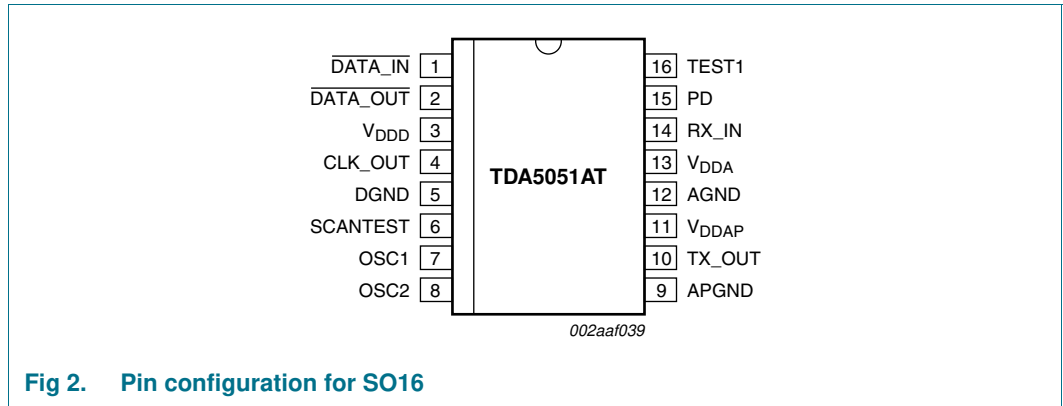 DATA_IN 1
DATA_OUT 2
VDDD 3
CLK_OUT 4
DGND 5
SCANTEST 6
OSC1 7
OSC2 8
TDA5051AT
16 TEST1
15 PD
14 RX_IN
13 VDDA
12 AGND
11 VDDAP
10 TX_OUT
9 APGND
002aaf039
Fig 2. Pin configuration for SO16